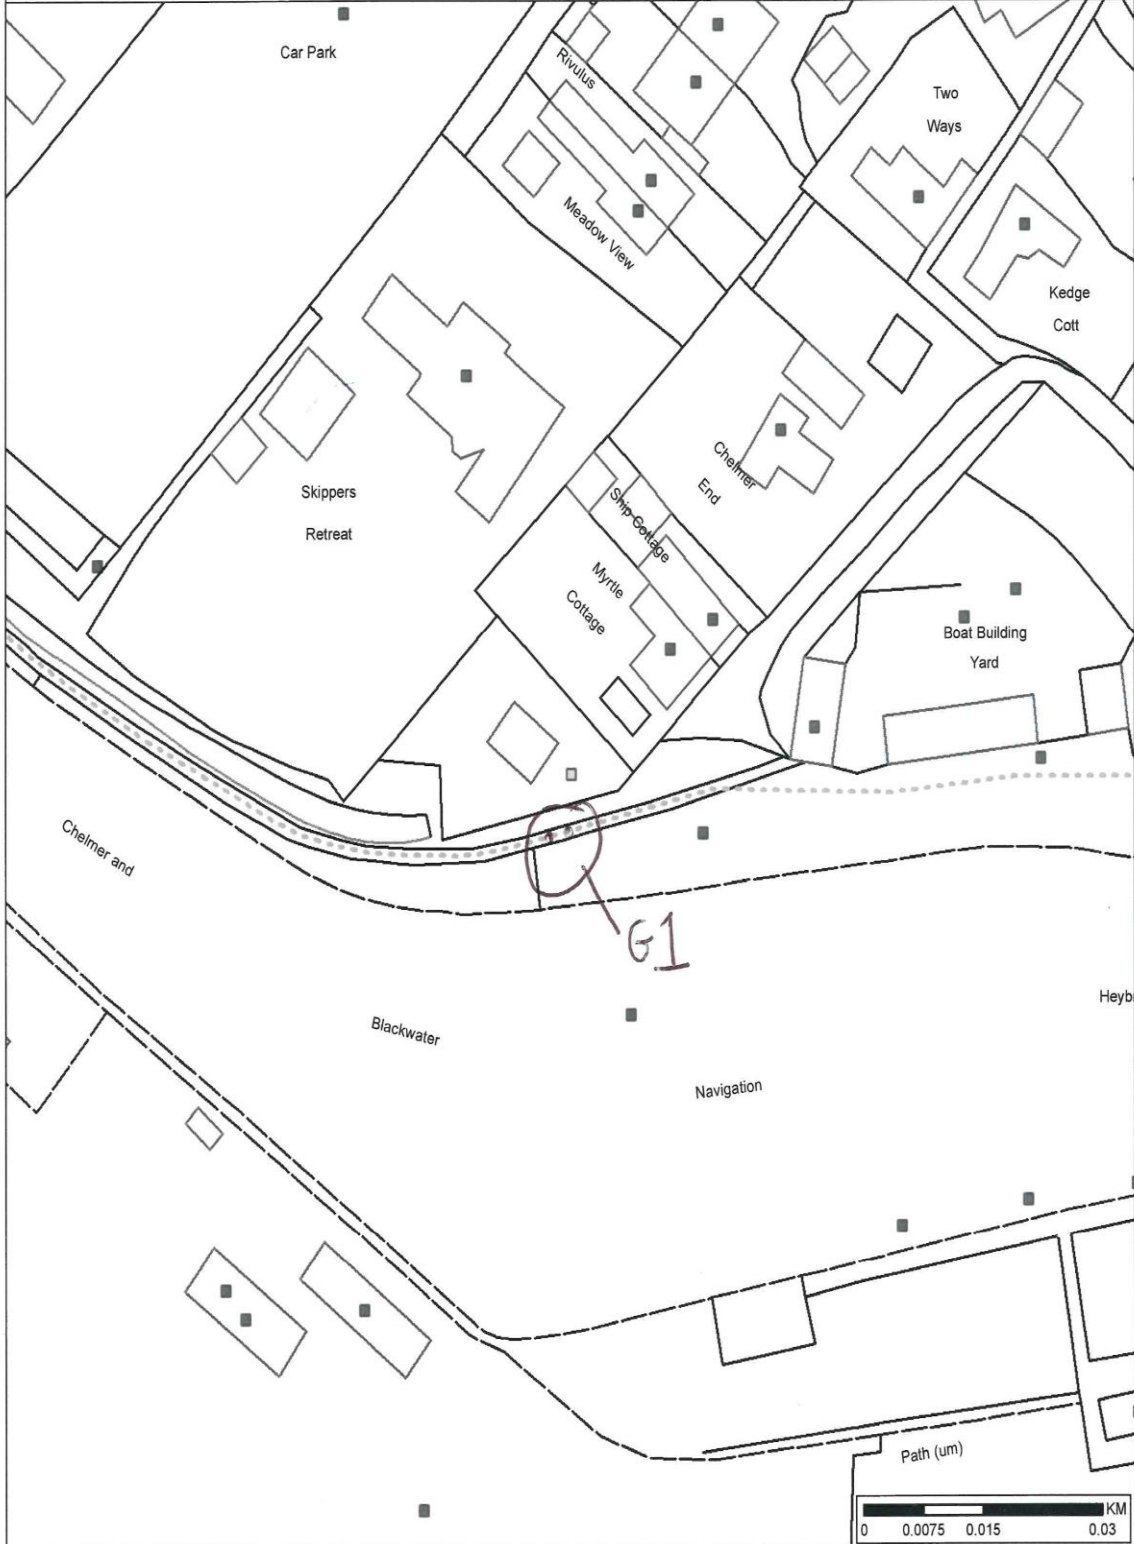 Car Park
Rivulus
Two
Ways
Meadow View
Kedge
Cott
Chelmer
End
Skippers
Retreat
Ship Cottage
Myrtle
Cottage
Boat Building
Yard
Chelmer and
G1
Heyb
Blackwater
Navigation
Path (um)
KM
0 0.0075 0.015 0.03